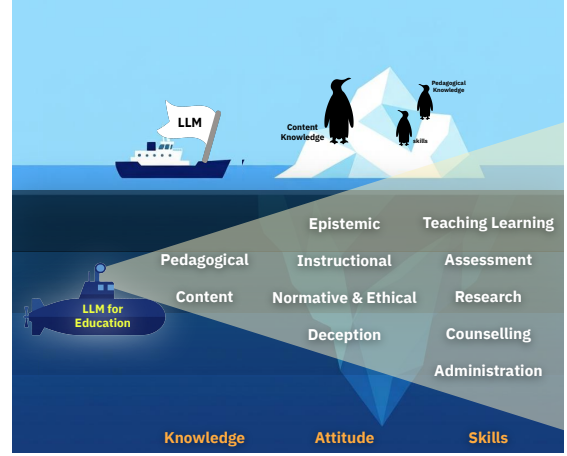 LLM
Pedagogical
Knowledge
Content
Knowledge
skills
LLM for
Education
Pedagogical
Content
Knowledge
Epistemic
Instructional
Normative & Ethical
Deception
Attitude
Teaching Learning
Assessment
Research
Counselling
Administration
Skills